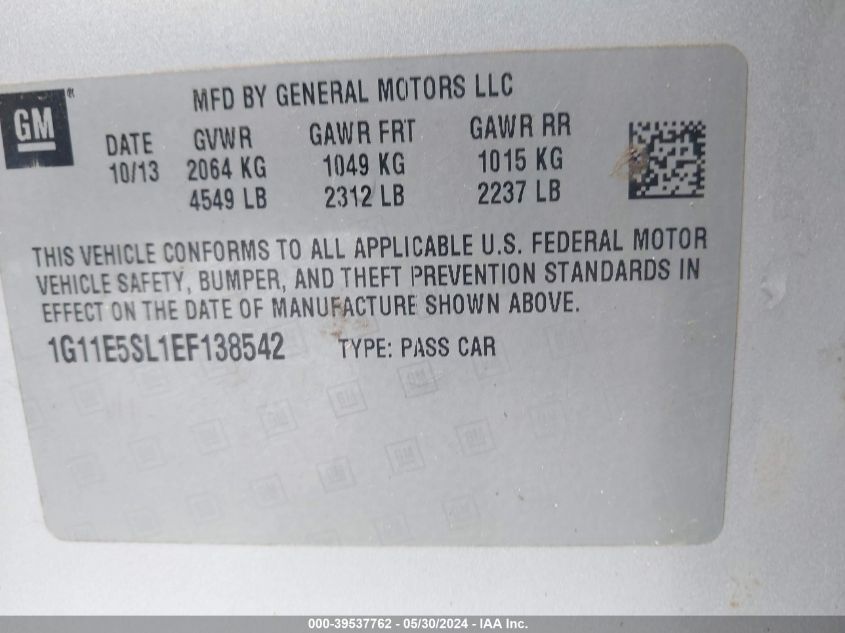 MFD BY GENERAL MOTORS LLC
GM®
DATE GVWR GAWR FRT GAWR RR
10/13 2064 KG 1049 KG 1015 KG
4549 LB 2312 LB 2237 LB
THIS VEHICLE CONFORMS TO ALL APPLICABLE U.S. FEDERAL MOTOR
VEHICLE SAFETY, BUMPER, AND THEFT PREVENTION STANDARDS IN
EFFECT ON THE DATE OF MANUFACTURE SHOWN ABOVE.
1G11E5SL1EF138542 TYPE: PASS CAR
000-39537762 - 05/30/2024 - IAA Inc.